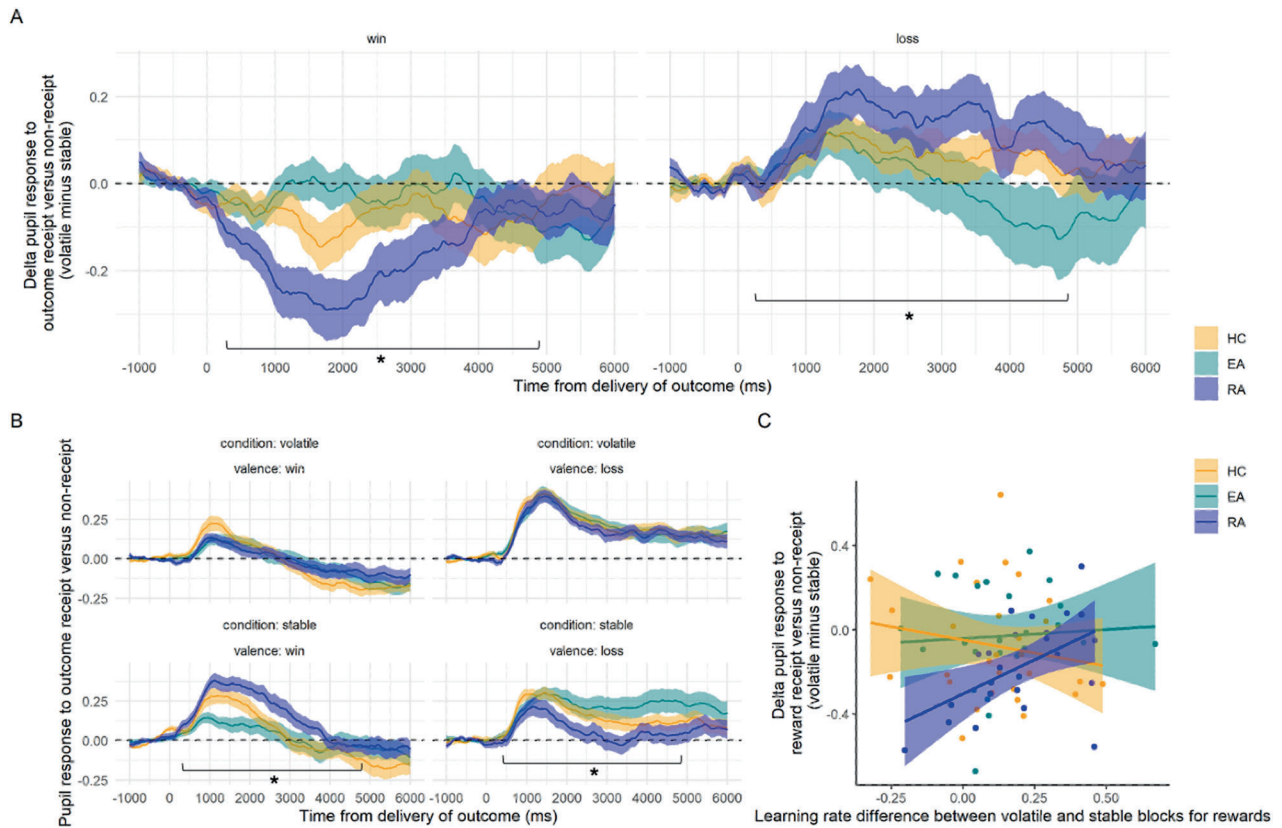 A
win
loss
Delta pupil response to
outcome receipt versus non-receipt
(volatile minus stable)
0.2
0.0
-0.2
-1000 0 1000 2000 3000 4000 5000 6000
-1000 0 1000 2000 3000 4000 5000 6000
*
*
Time from delivery of outcome (ms)
HC
EA
RA
B
Pupil response to outcome receipt versus non-receipt
condition: volatile
valence: win
condition: volatile
valence: loss
0.25
0.00
-0.25
condition: stable
valence: win
condition: stable
valence: loss
0.25
0.00
-0.25
*
*
-1000 0 1000 2000 3000 4000 5000 6000
-1000 0 1000 2000 3000 4000 5000 6000
Time from delivery of outcome (ms)
C
HC
EA
RA
Delta pupil response to
reward receipt versus non-receipt
(volatile minus stable)
0.4
0.0
-0.4
-0.25 0.00 0.25 0.50
Learning rate difference between volatile and stable blocks for rewards